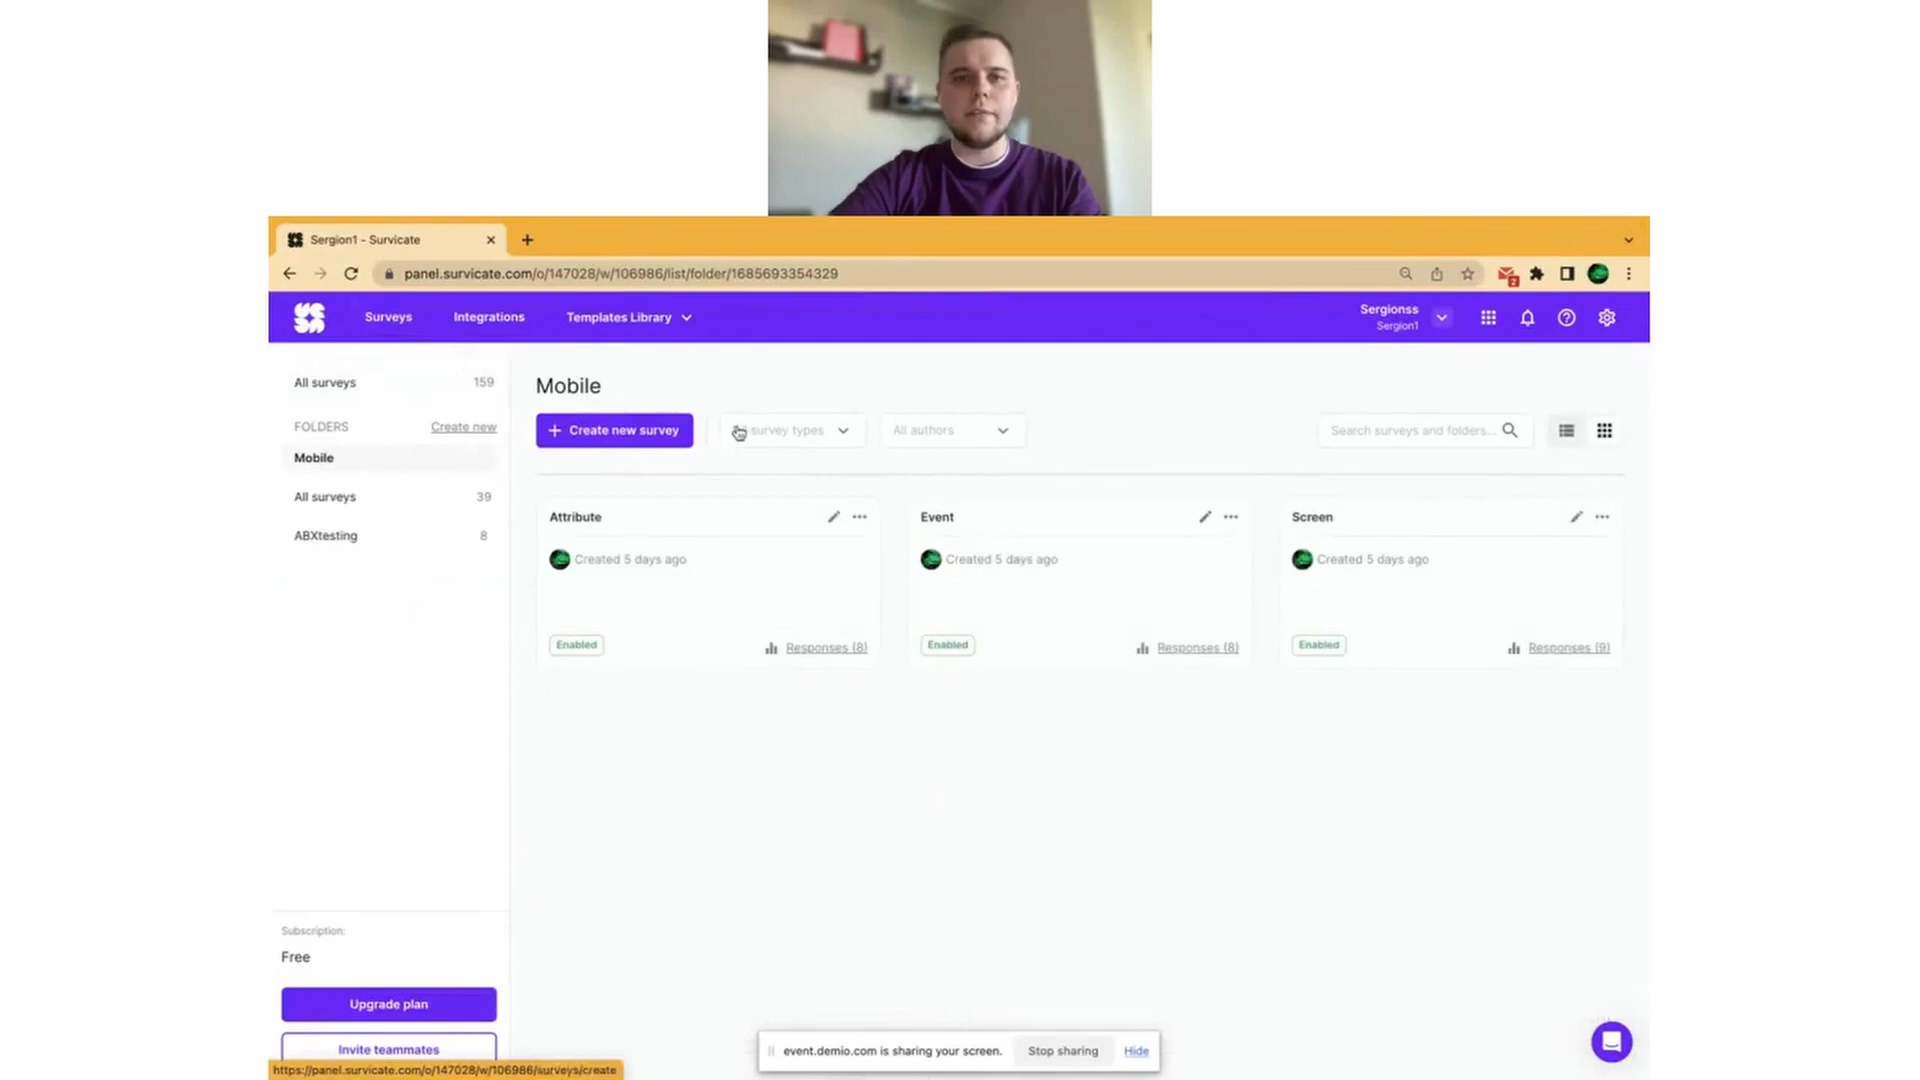 Sergion1 - Survicate
panel.survicate.com/o/147028/w/106986/list/folder/1685693354329
2
Surveys
Integrations
Templates Library
Sergionss
Sergion1
All surveys 159
FOLDERS Create new
Mobile
All surveys 39
ABXtesting 8
Mobile
Create new survey
survey types
All authors
Search surveys and folders...
Attribute
Created 5 days ago
Enabled
Responses (8)
Event
Created 5 days ago
Enabled
Responses (8)
Screen
Created 5 days ago
Enabled
Responses (9)
Subscription:
Free
Upgrade plan
Invite teammates
https://panel.survicate.com/o/147028/w/106986/surveys/create
event.demio.com is sharing your screen.
Stop sharing
Hide